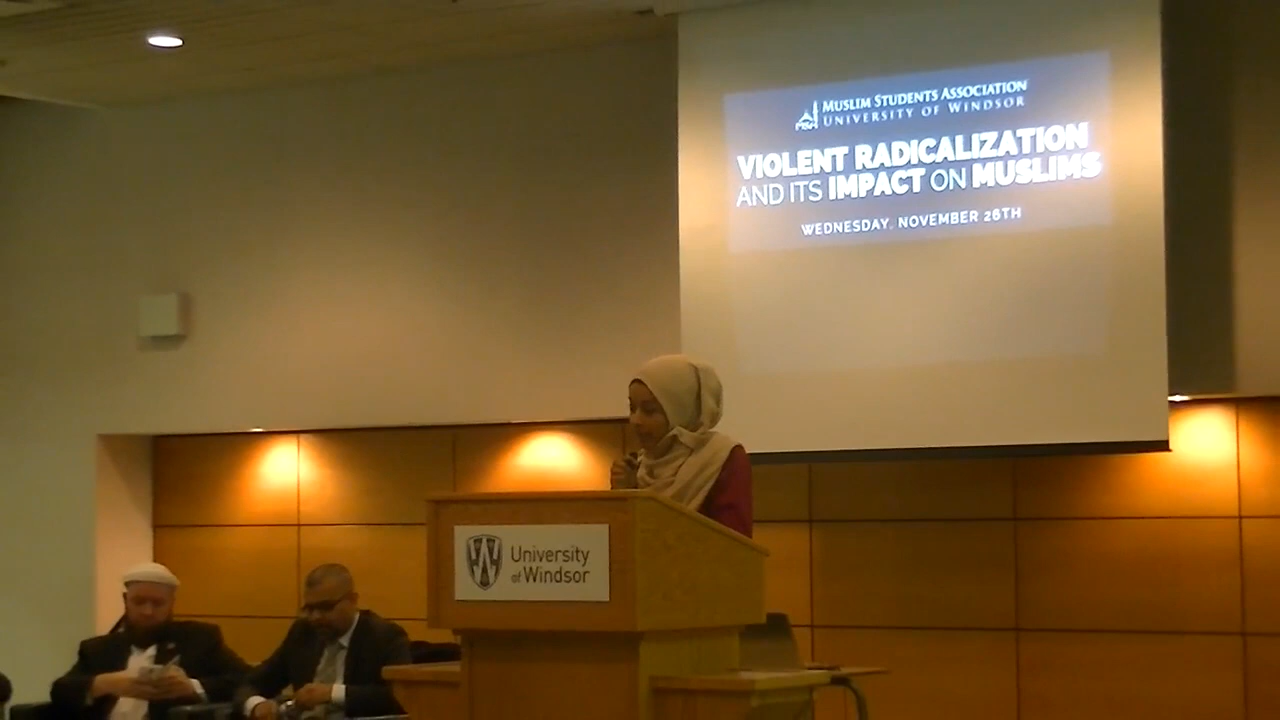 MUSLIM STUDENTS ASSOCIATION
UNIVERSITY OF WINDSOR
VIOLENT RADICALIZATION
AND ITS IMPACT ON MUSLIMS
WEDNESDAY, NOVEMBER 26TH
University
of Windsor